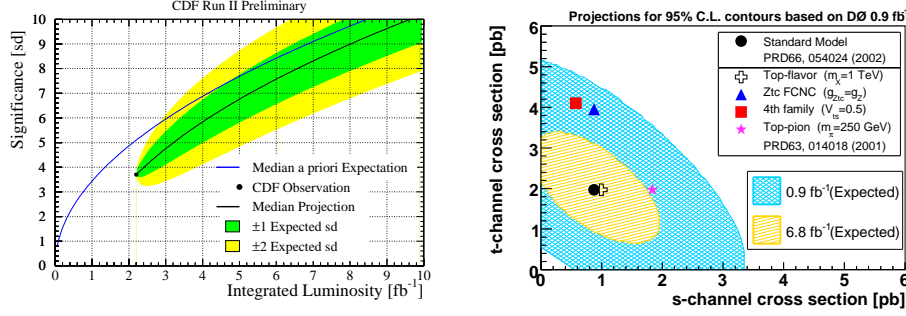 CDF Run II Preliminary
Significance [sd]
10
9
8
7
6
5
4
3
2
1
0
Median a priori Expectation
CDF Observation
Median Projection
±1 Expected sd
±2 Expected sd
0 1 2 3 4 5 6 7 8 9 10
Integrated Luminosity [fb⁻¹]
Projections for 95% C.L. contours based on DØ 0.9 fb⁻
t-channel cross section [pb]
6
5
4
3
2
1
0
Standard Model
PRD66, 054024 (2002)
Top-flavor (mₓ=1 TeV)
Ztc FCNC (g_Ztc=g_Z)
4th family (V_ts=0.5)
Top-pion (m_π=250 GeV)
PRD63, 014018 (2001)
0.9 fb⁻¹(Expected)
6.8 fb⁻¹(Expected)
0 1 2 3 4 5 6
s-channel cross section [pb]